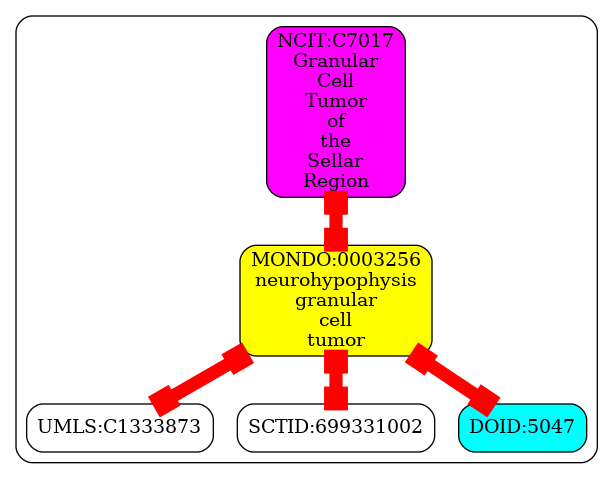 NCIT:C7017
Granular
Cell
Tumor
of
the
Sellar
Region
MONDO:0003256
neurohypophysis
granular
cell
tumor
UMLS:C1333873
SCTID:699331002
DOID:5047